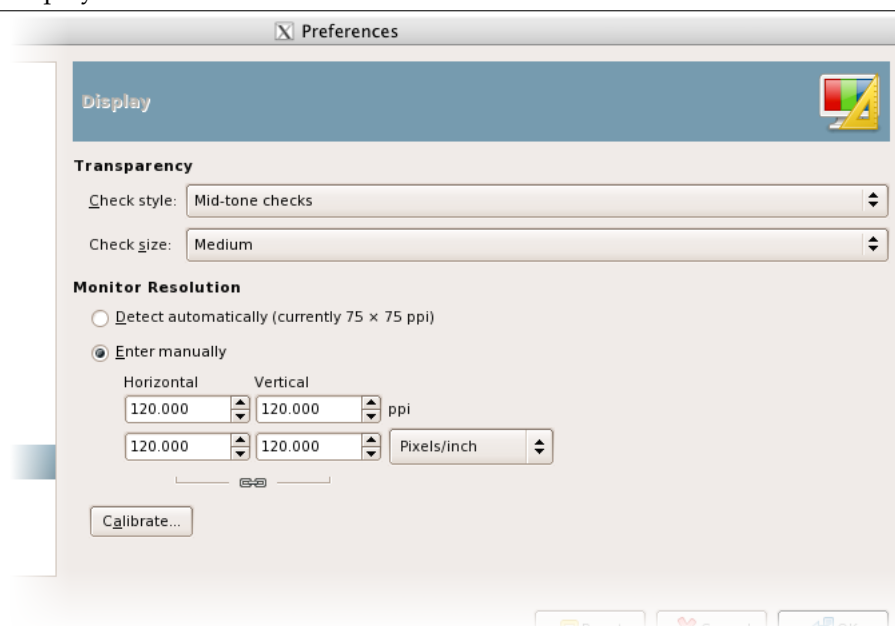 Preferences
Display
Transparency
Check style: Mid-tone checks
Check size: Medium
Monitor Resolution
Detect automatically (currently 75 × 75 ppi)
Enter manually
Horizontal Vertical
120.000 120.000 ppi
120.000 120.000 Pixels/inch
Calibrate...